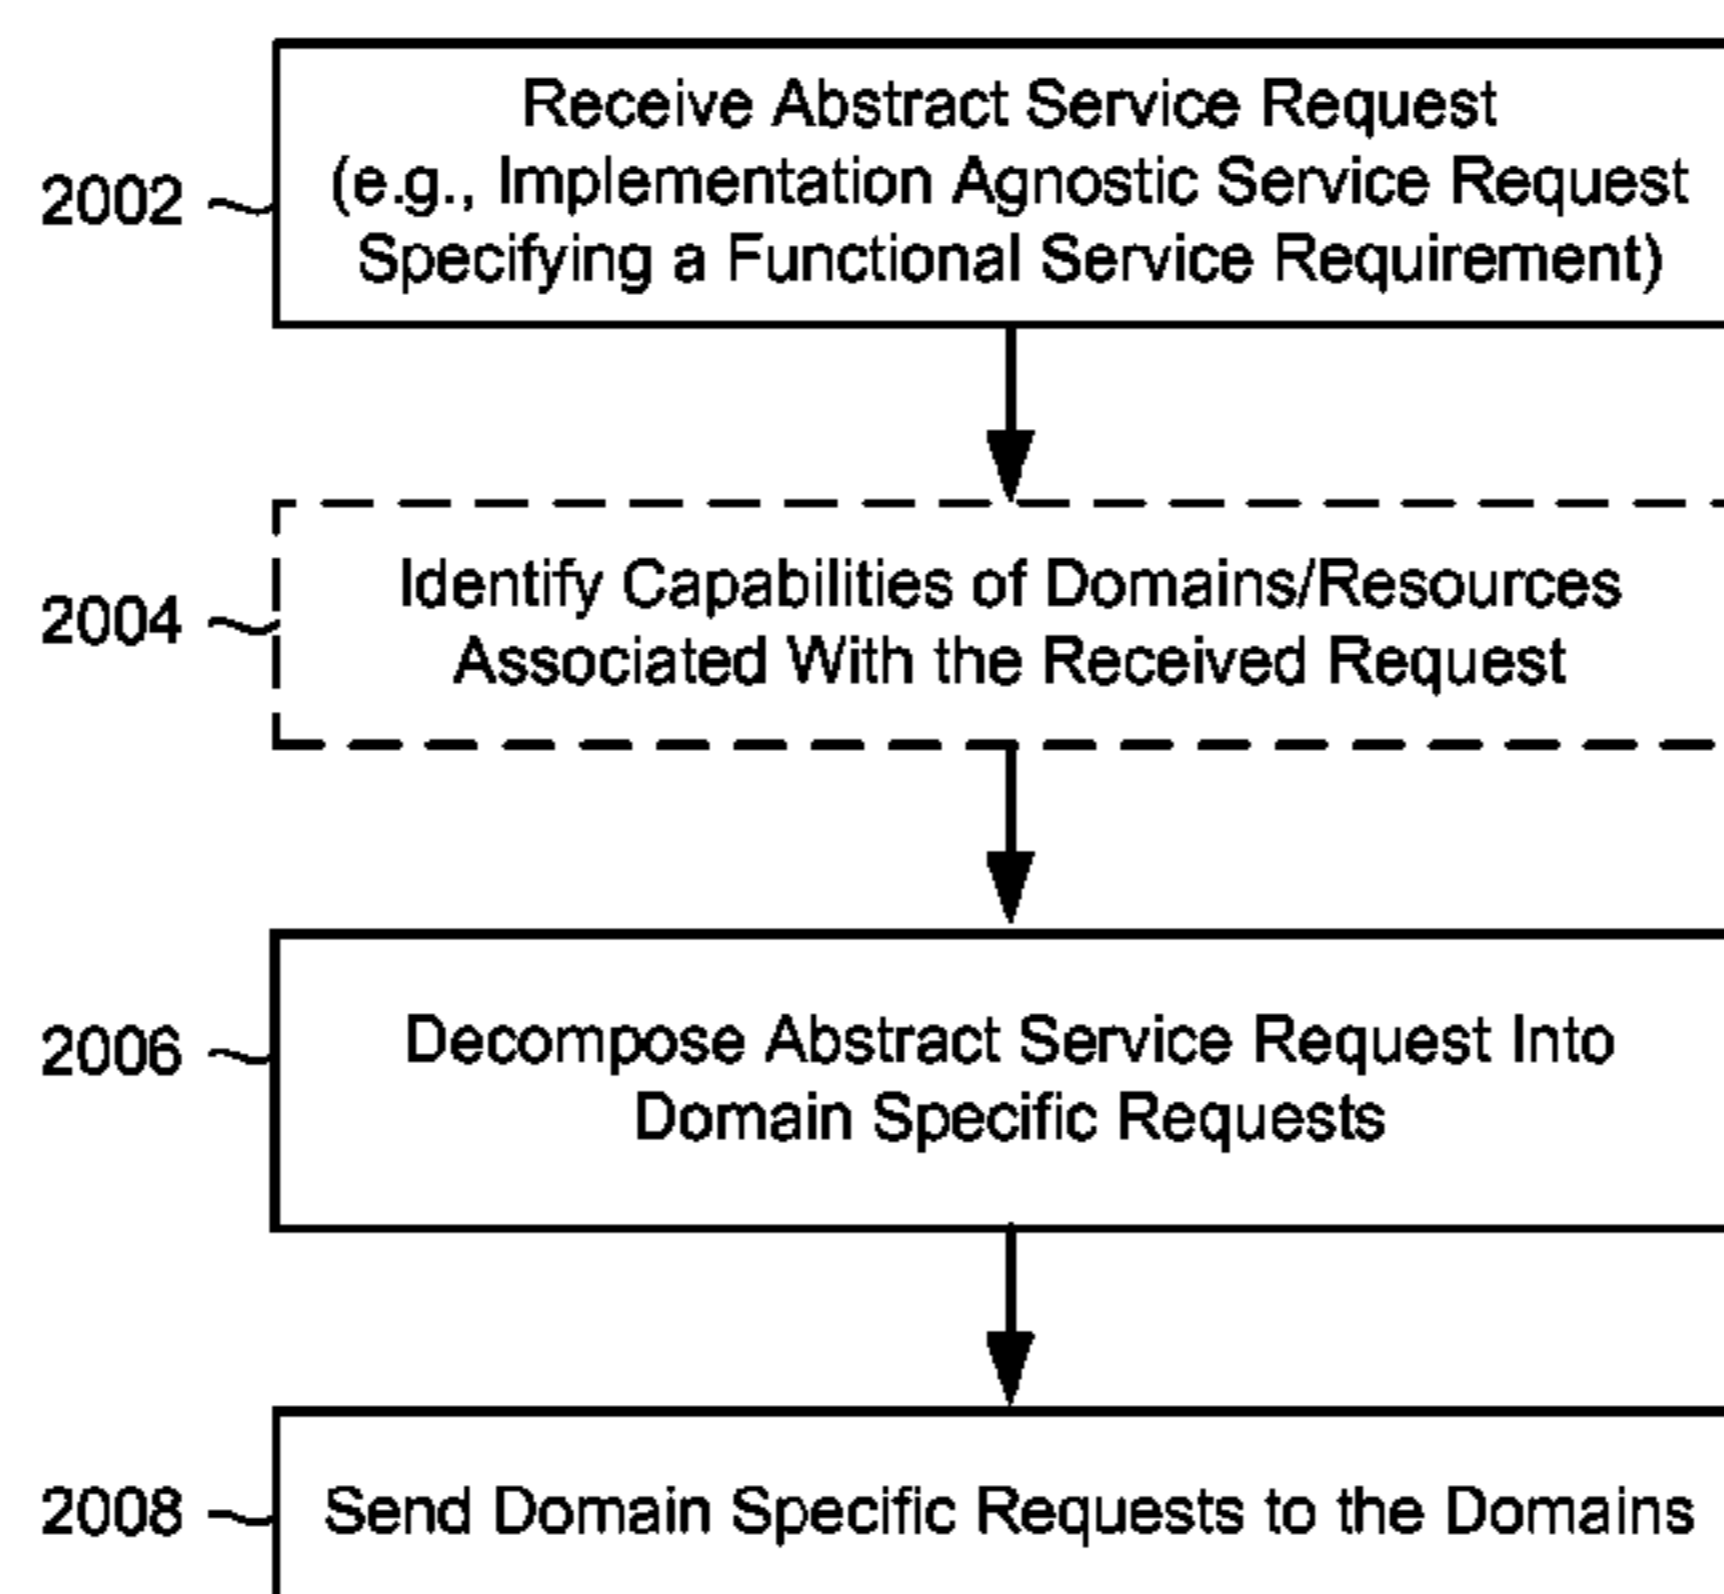 Receive Abstract Service Request
2002 (e.g., Implementation Agnostic Service Request
Specifying a Functional Service Requirement)
Identify Capabilities of Domains/Resources
2004 Associated With the Received Request
2006 Decompose Abstract Service Request Into
Domain Specific Requests
2008 Send Domain Specific Requests to the Domains